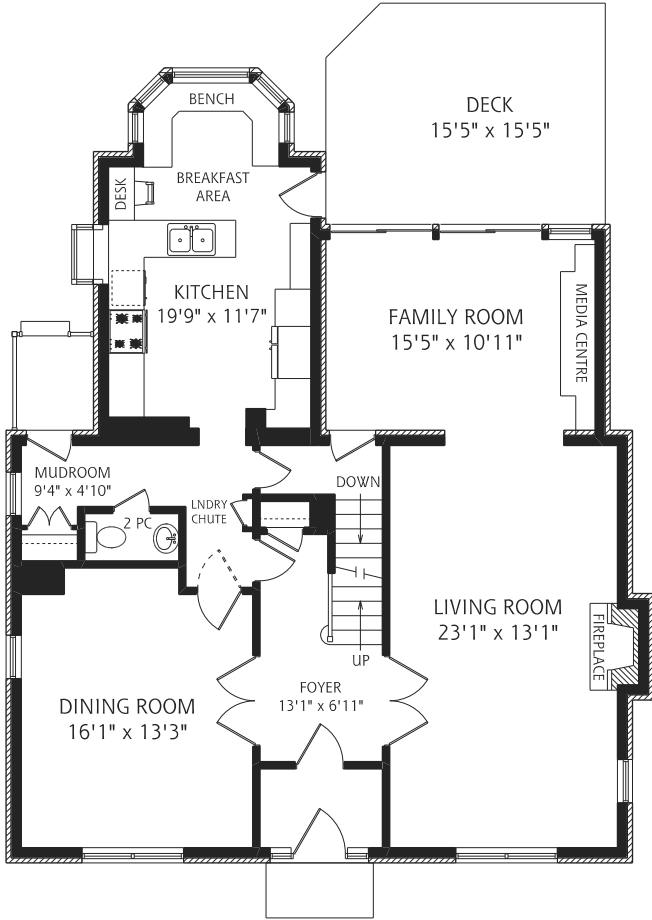 BENCH
DECK
15'5" x 15'5"
BREAKFAST
AREA
DESK
KITCHEN
19'9" x 11'7"
FAMILY ROOM
15'5" x 10'11"
MEDIA CENTRE
MUDROOM
9'4" x 4'10"
DOWN
LNDRY
CHUTE
2 PC
LIVING ROOM
23'1" x 13'1"
FIREPLACE
UP
FOYER
13'1" x 6'11"
DINING ROOM
16'1" x 13'3"